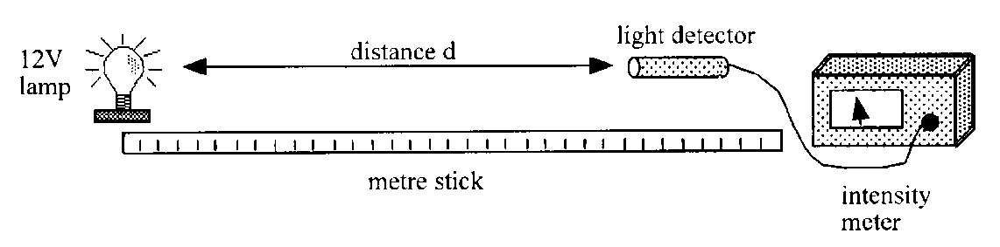 light detector
distance d
12V
lamp
metre stick
intensity
meter